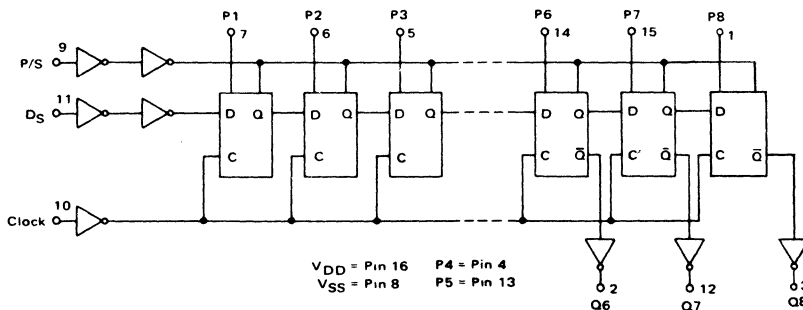 P1 P2 P3 P6 P7 P8
7 6 5 14 15 1
9
P/S
11
DS D Q D Q D Q D Q D Q D
C C C C Q̅ C' Q̅ C Q̅
10
Clock
VDD = Pin 16 P4 = Pin 4
VSS = Pin 8 P5 = Pin 13
2 12 3
Q6 Q7 Q8